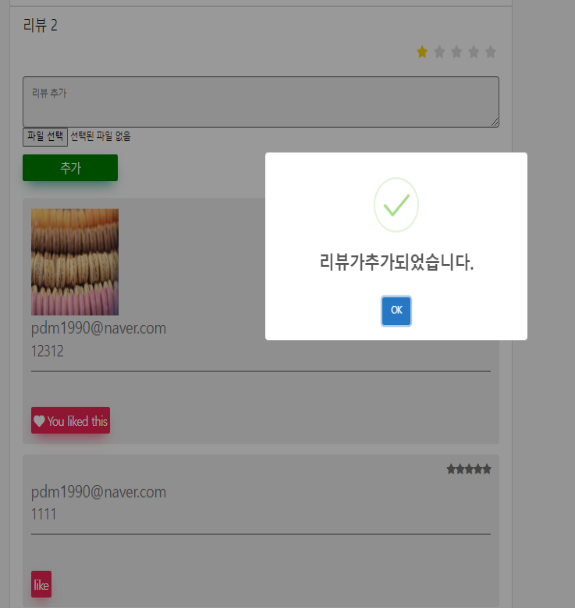 리뷰 2
리뷰 추가
파일 선택 선택된 파일 없음
추가
리뷰가추가되었습니다.
OK
pdm1990@naver.com
12312
You liked this
pdm1990@naver.com
1111
like